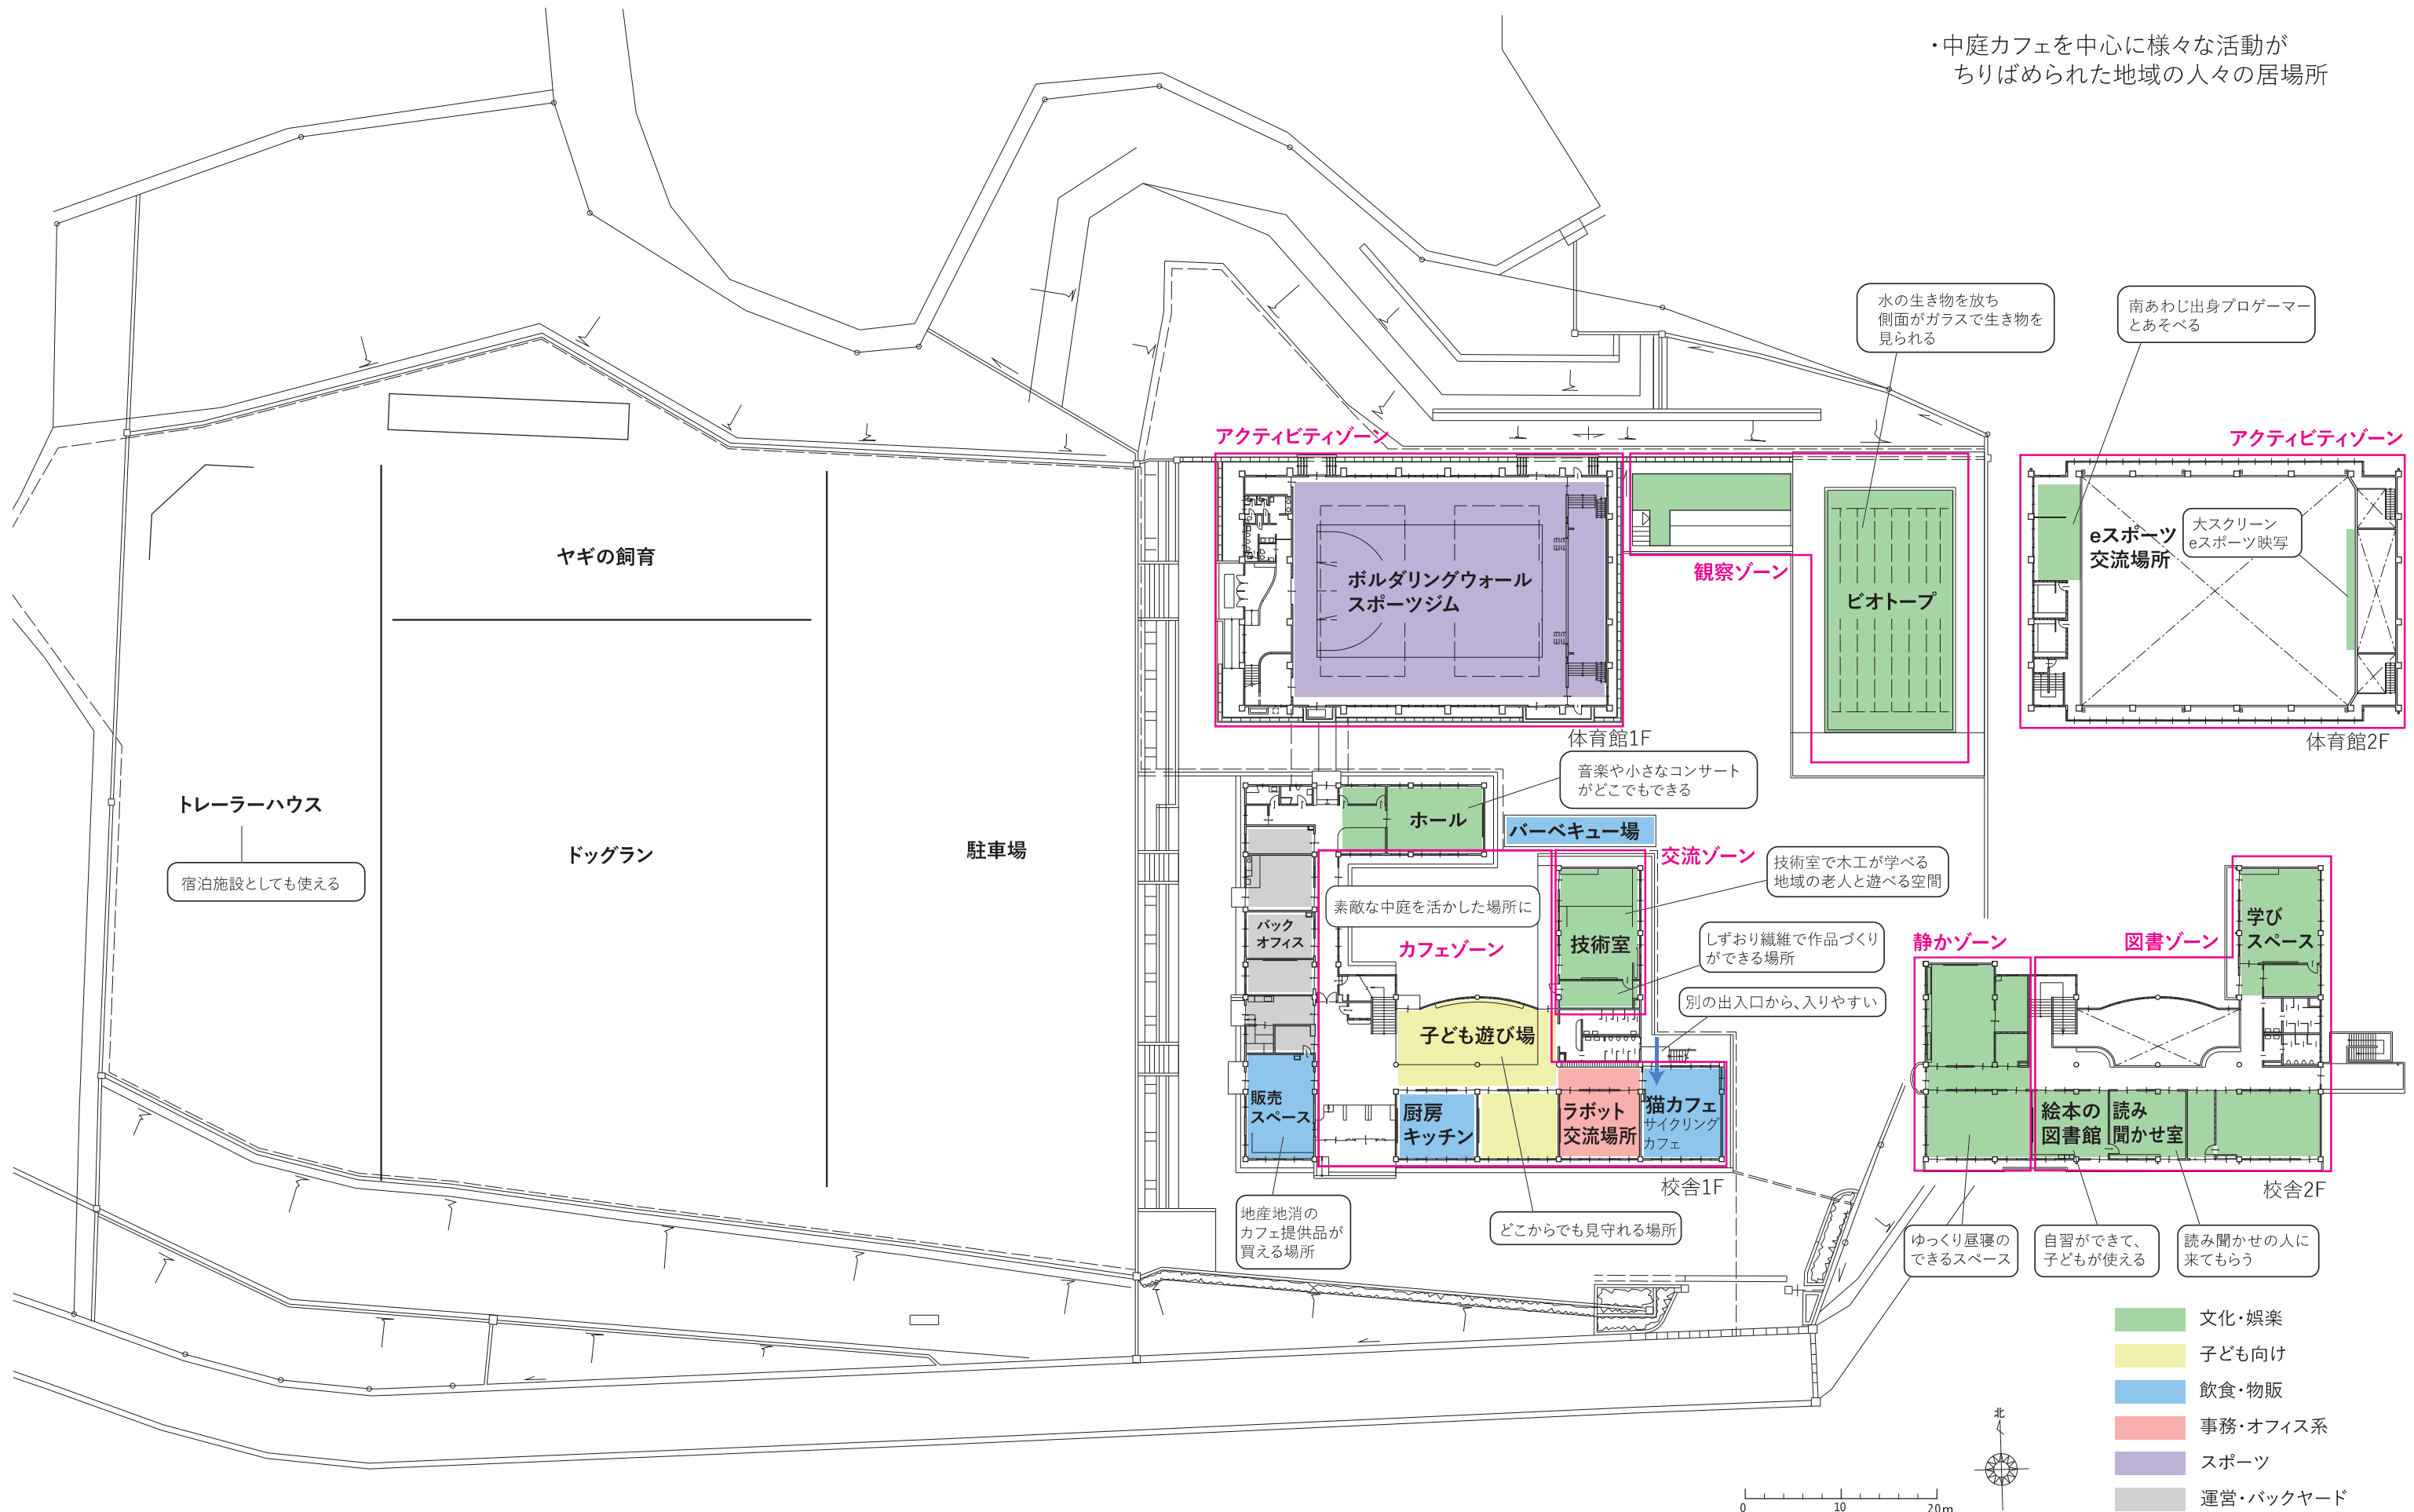 ・中庭カフェを中心に様々な活動が
ちりばめられた地域の人々の居場所
水の生き物を放ち
側面がガラスで生き物を
見られる
南あわじ出身プロゲーマー
とあそべる
アクティビティゾーン
アクティビティゾーン
大スクリーン
eスポーツ映写
eスポーツ
交流場所
ヤギの飼育
ボルダリングウォール
スポーツジム
観察ゾーン
ビオトープ
体育館1F
体育館2F
音楽や小さなコンサート
がどこでもできる
トレーラーハウス
ホール
バーベキュー場
駐車場
ドッグラン
交流ゾーン
技術室で木工が学べる
地域の老人と遊べる空間
宿泊施設としても使える
素敵な中庭を活かした場所に
バック
オフィス
カフェゾーン
技術室
しずおり繊維で作品づくり
ができる場所
静かゾーン
図書ゾーン
学び
スペース
別の出入口から、入りやすい
子ども遊び場
販売
スペース
厨房
キッチン
ラボット
交流場所
猫カフェ
サイクリング
カフェ
絵本の
図書館
読み
聞かせ室
校舎1F
校舎2F
地産地消の
カフェ提供品が
買える場所
どこからでも見守れる場所
ゆっくり昼寝の
できるスペース
自習ができて、
子どもが使える
読み聞かせの人に
来てもらう
文化・娯楽
子ども向け
飲食・物販
事務・オフィス系
スポーツ
運営・バックヤード
北
0 10 20m